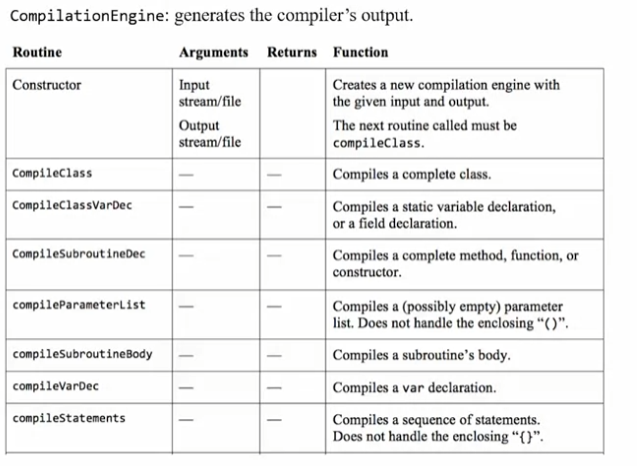 CompilationEngine: generates the compiler's output.
Routine Arguments Returns Function
Constructor Input Creates a new compilation engine with
stream/file the given input and output.
Output The next routine called must be
stream/file compileClass.
CompileClass — — Compiles a complete class.
CompileClassVarDec — — Compiles a static variable declaration,
or a field declaration.
CompileSubroutineDec — — Compiles a complete method, function, or
constructor.
compileParameterList — — Compiles a (possibly empty) parameter
list. Does not handle the enclosing “()”.
compileSubroutineBody — — Compiles a subroutine's body.
compileVarDec — — Compiles a var declaration.
compileStatements — — Compiles a sequence of statements.
Does not handle the enclosing “{}”.